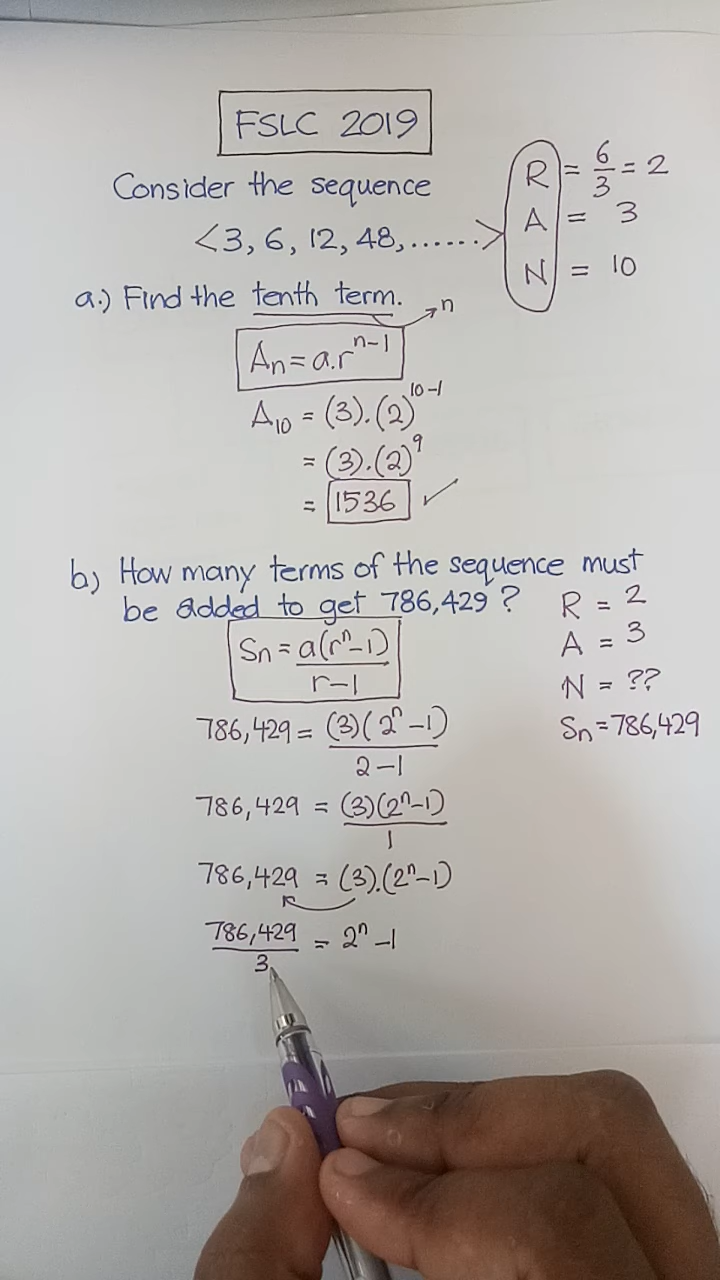 FSLC 2019
Consider the sequence
<3, 6, 12, 48, ......>
R = 6/3 = 2
A = 3
N = 10
a.) Find the tenth term.
→ n
An = a.r^n-1
A10 = (3).(2)^10-1
= (3).(2)^9
= 1536 ✓
b) How many terms of the sequence must
be added to get 786,429?
R = 2
A = 3
N = ??
Sn = 786,429
Sn = a(r^n-1)/r-1
786,429 = (3)(2^n-1)/2-1
786,429 = (3)(2^n-1)/1
786,429 = (3).(2^n-1)
786,429/3 = 2^n-1